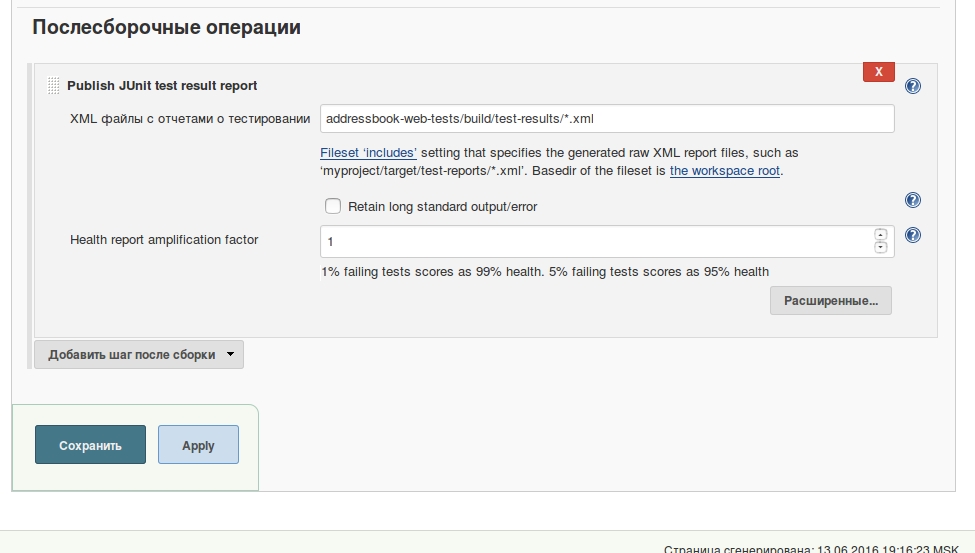 Послесборочные операции
X
Publish JUnit test result report
XML файлы с отчетами о тестировании
addressbook-web-tests/build/test-results/*.xml
Fileset ‘includes’ setting that specifies the generated raw XML report files, such as
‘myproject/target/test-reports/*.xml’. Basedir of the fileset is the workspace root.
Retain long standard output/error
Health report amplification factor
1
1% failing tests scores as 99% health. 5% failing tests scores as 95% health
Расширенные...
Добавить шаг после сборки
Сохранить
Apply
Страница сгенерирована: 13.06.2016 19:16:23 MSK